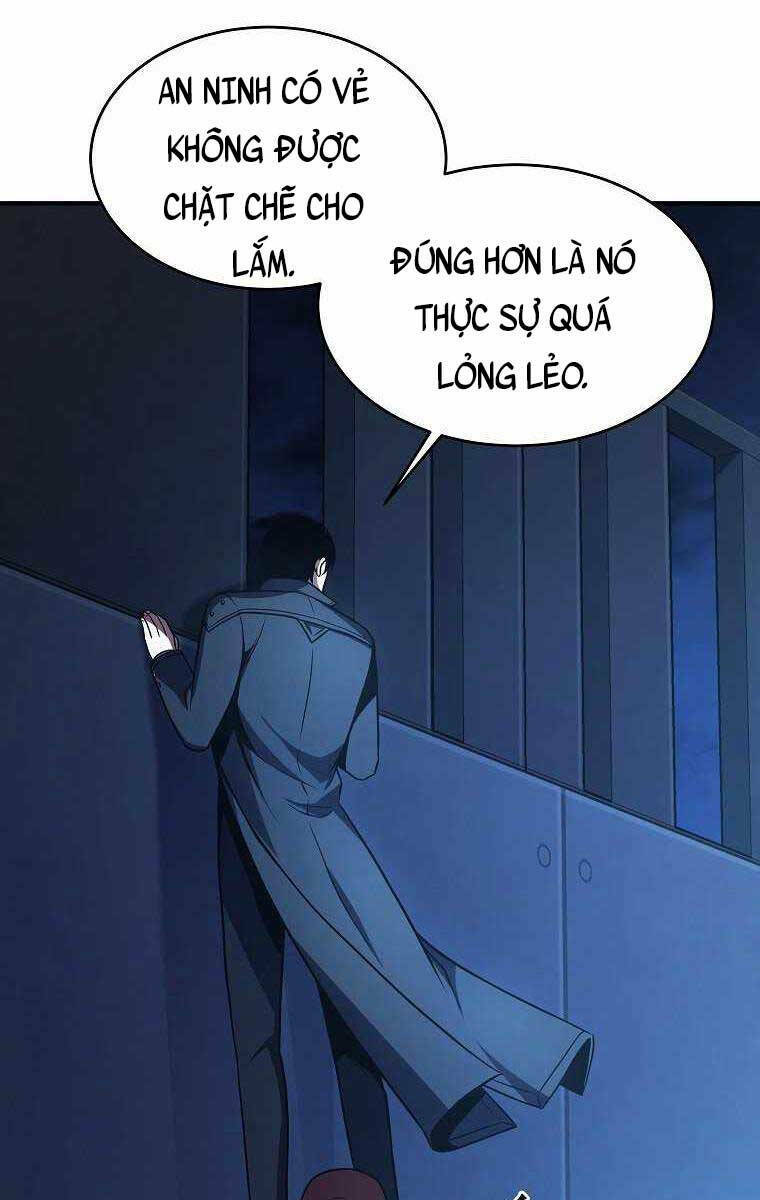 AN NINH CÓ VẺ
KHÔNG ĐƯỢC
CHẶT CHẼ CHO
LẮM.
ĐÚNG HƠN LÀ NÓ
THỰC SỰ QUÁ
LỎNG LẺO.